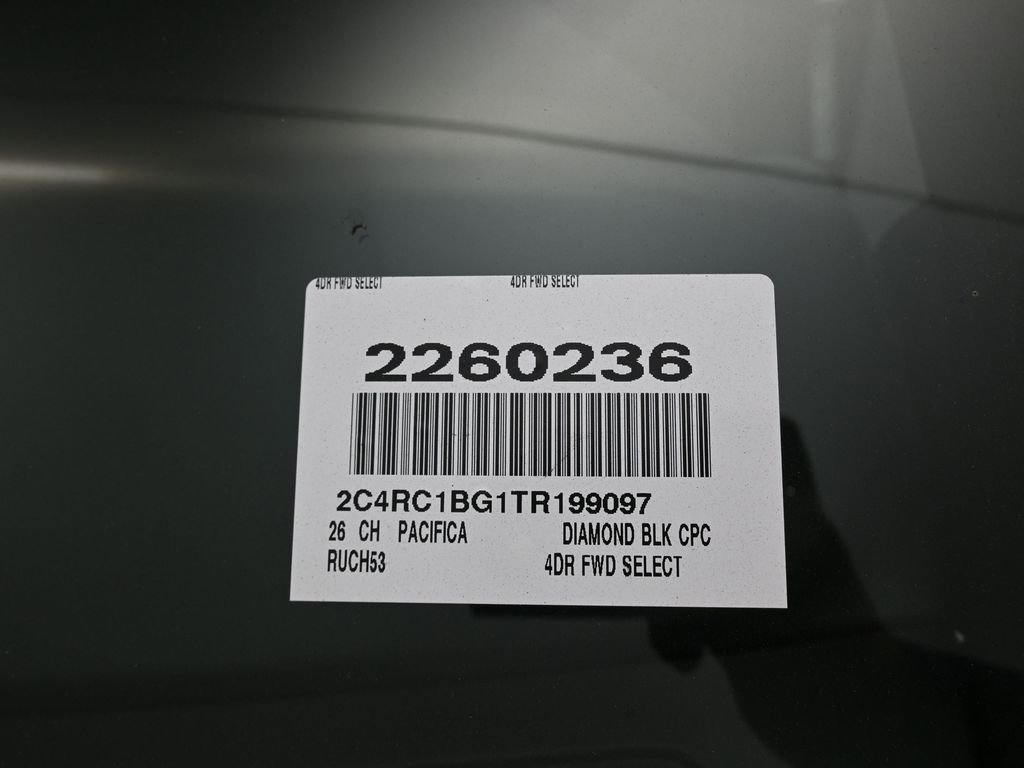 4DR FWD SELECT 4DR FWD SELECT
2260236
2C4RC1BG1TR199097
26 CH PACIFICA DIAMOND BLK CPC
RUCH53 4DR FWD SELECT